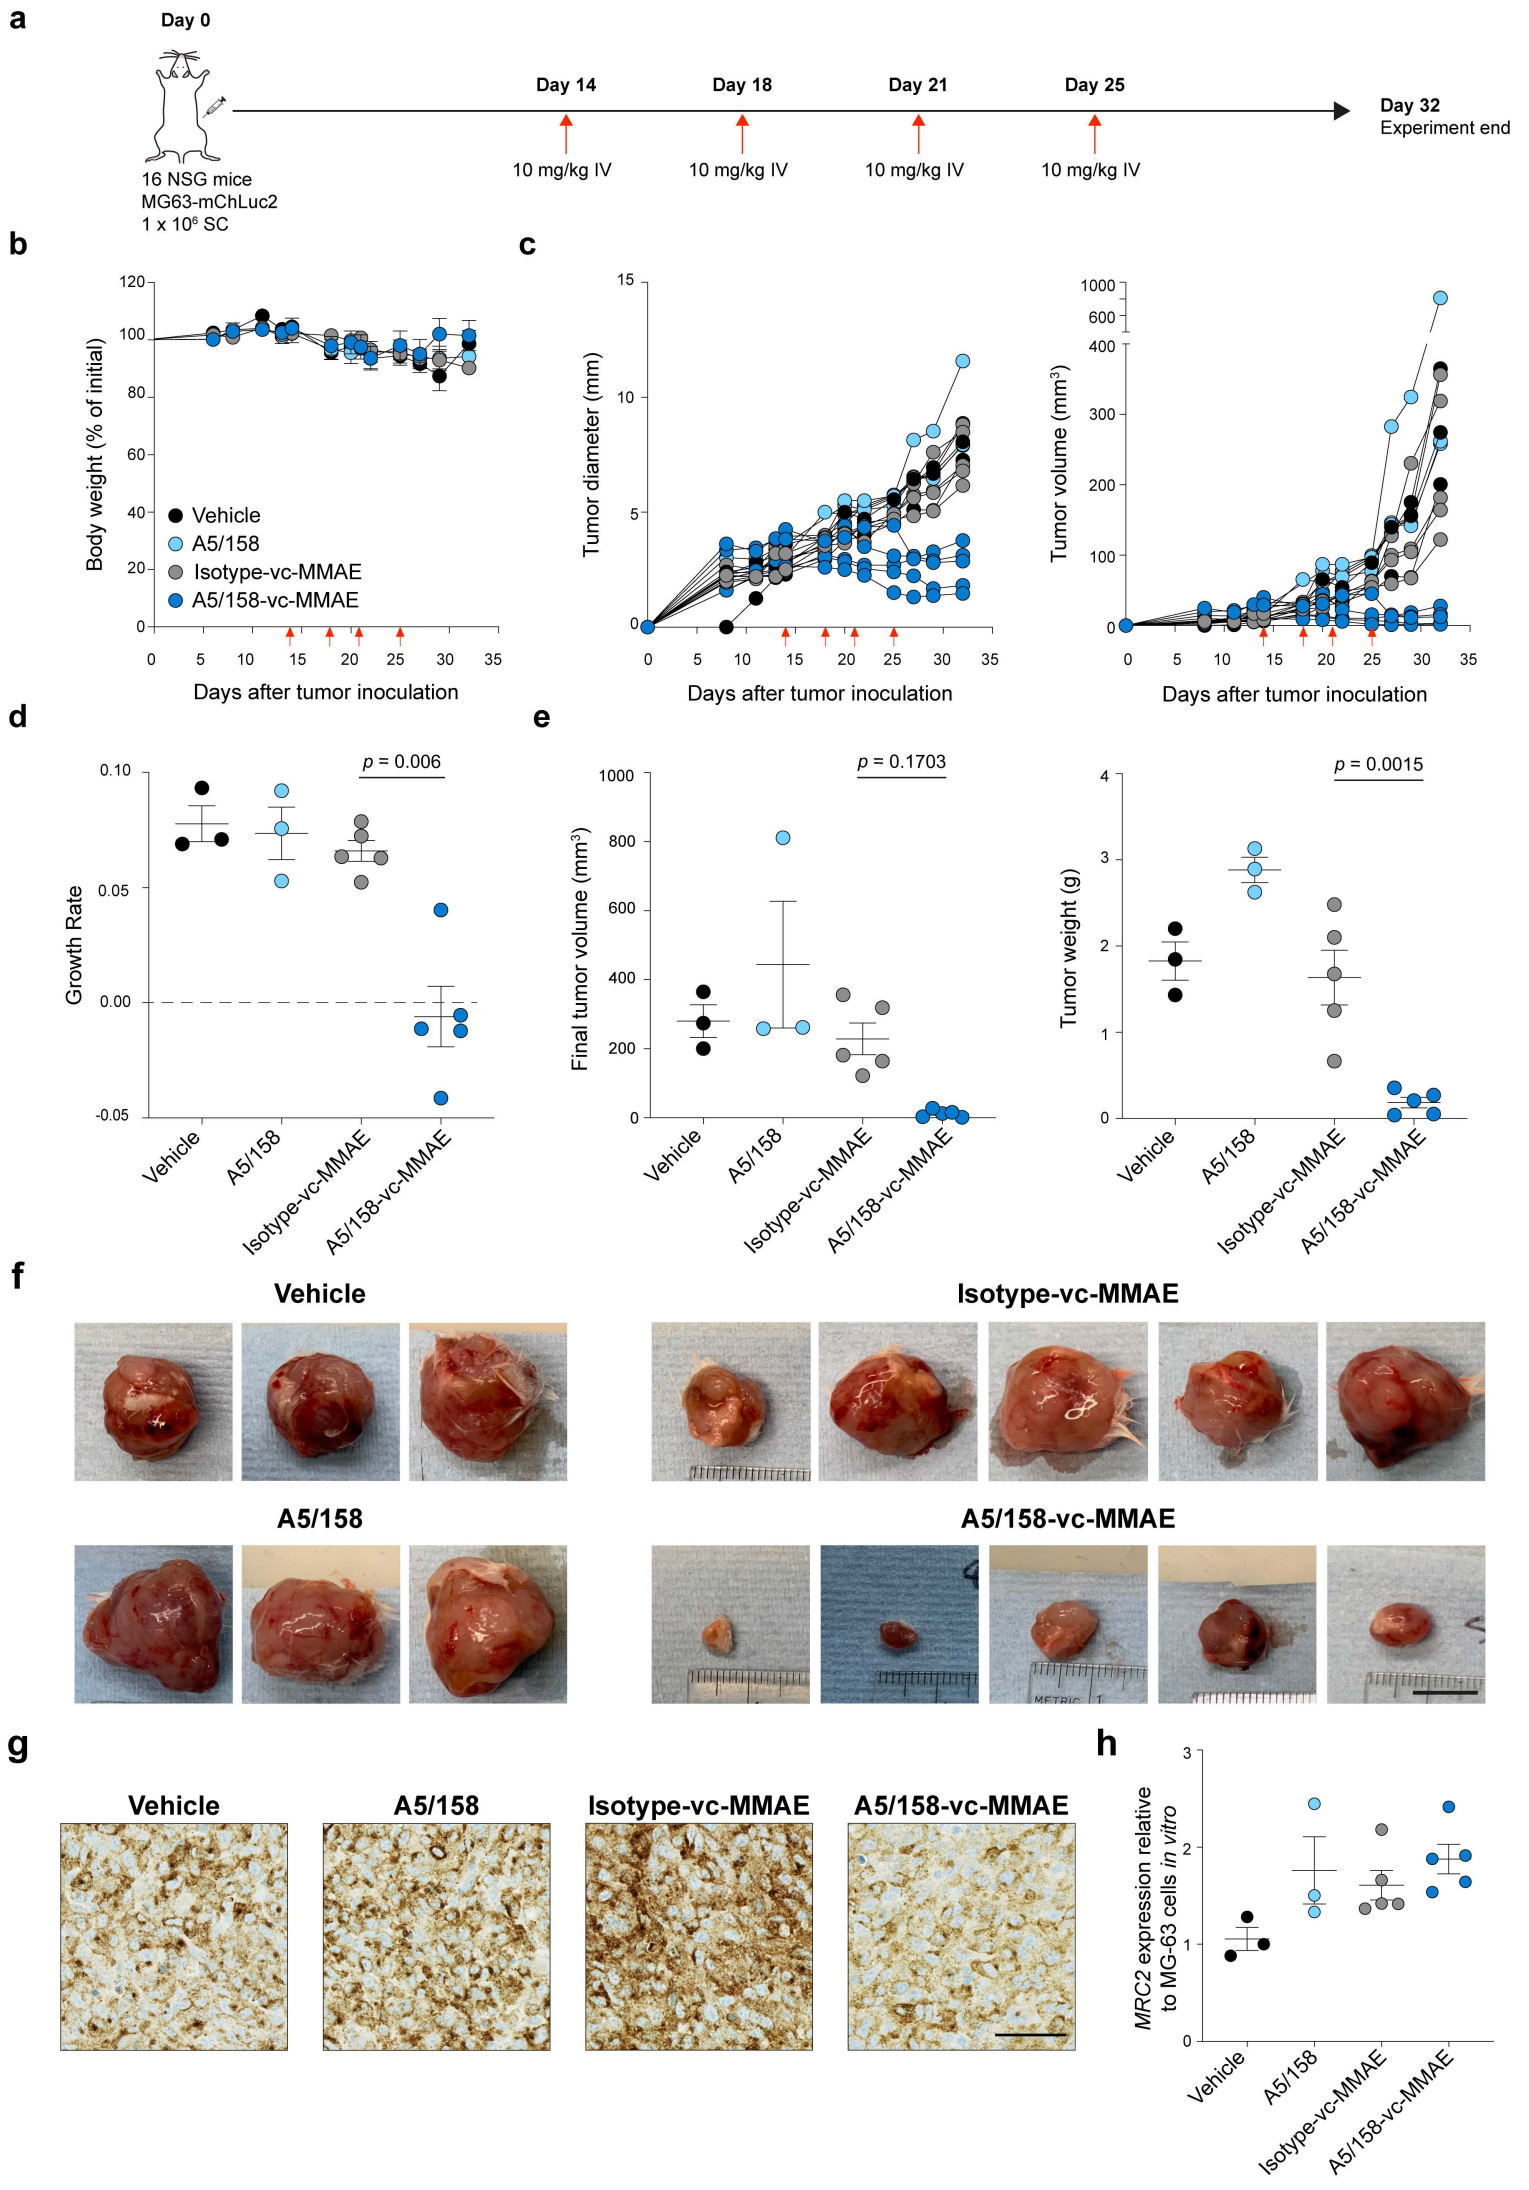 a
Day 0
Day 14
Day 18
Day 21
Day 25
Day 32
Experiment end
10 mg/kg IV
10 mg/kg IV
10 mg/kg IV
10 mg/kg IV
16 NSG mice
MG63-mChLuc2
1 x 10⁶ SC
b
120
100
80
60
40
20
0
Body weight (% of initial)
Vehicle
A5/158
Isotype-vc-MMAE
A5/158-vc-MMAE
0 5 10 15 20 25 30 35
Days after tumor inoculation
c
15
10
5
0
Tumor diameter (mm)
0 5 10 15 20 25 30 35
Days after tumor inoculation
1000
600
400
300
200
100
0
Tumor volume (mm³)
0 5 10 15 20 25 30 35
Days after tumor inoculation
d
p = 0.006
0.10
0.05
0.00
-0.05
Growth Rate
Vehicle
A5/158
Isotype-vc-MMAE
A5/158-vc-MMAE
e
p = 0.1703
1000
800
600
400
200
0
Final tumor volume (mm³)
Vehicle
A5/158
Isotype-vc-MMAE
A5/158-vc-MMAE
p = 0.0015
4
3
2
1
0
Tumor weight (g)
Vehicle
A5/158
Isotype-vc-MMAE
A5/158-vc-MMAE
f
Vehicle
Isotype-vc-MMAE
A5/158
A5/158-vc-MMAE
METRIC 1
g
Vehicle
A5/158
Isotype-vc-MMAE
A5/158-vc-MMAE
h
3
2
1
0
MRC2 expression relative
to MG-63 cells in vitro
Vehicle
A5/158
Isotype-vc-MMAE
A5/158-vc-MMAE